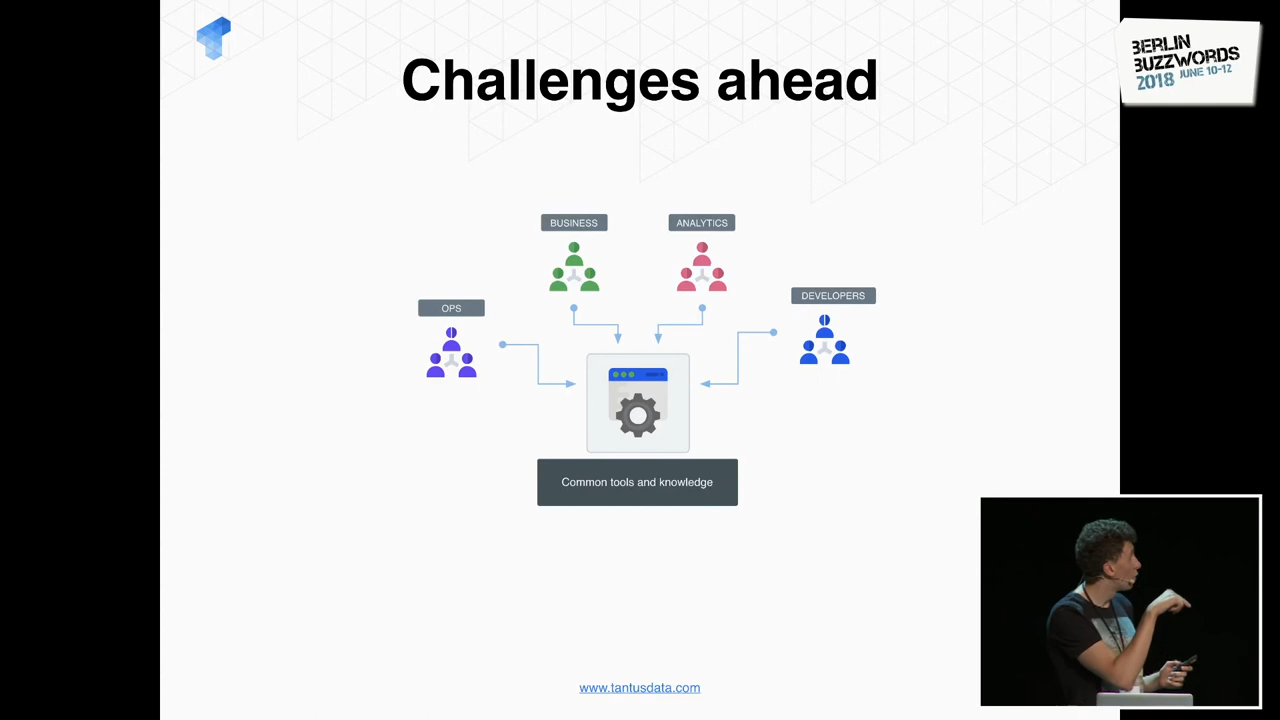 Challenges ahead
BERLIN
BUZZWORDS
2018 JUNE 10-12
BUSINESS
ANALYTICS
DEVELOPERS
OPS
Common tools and knowledge
www.tantusdata.com